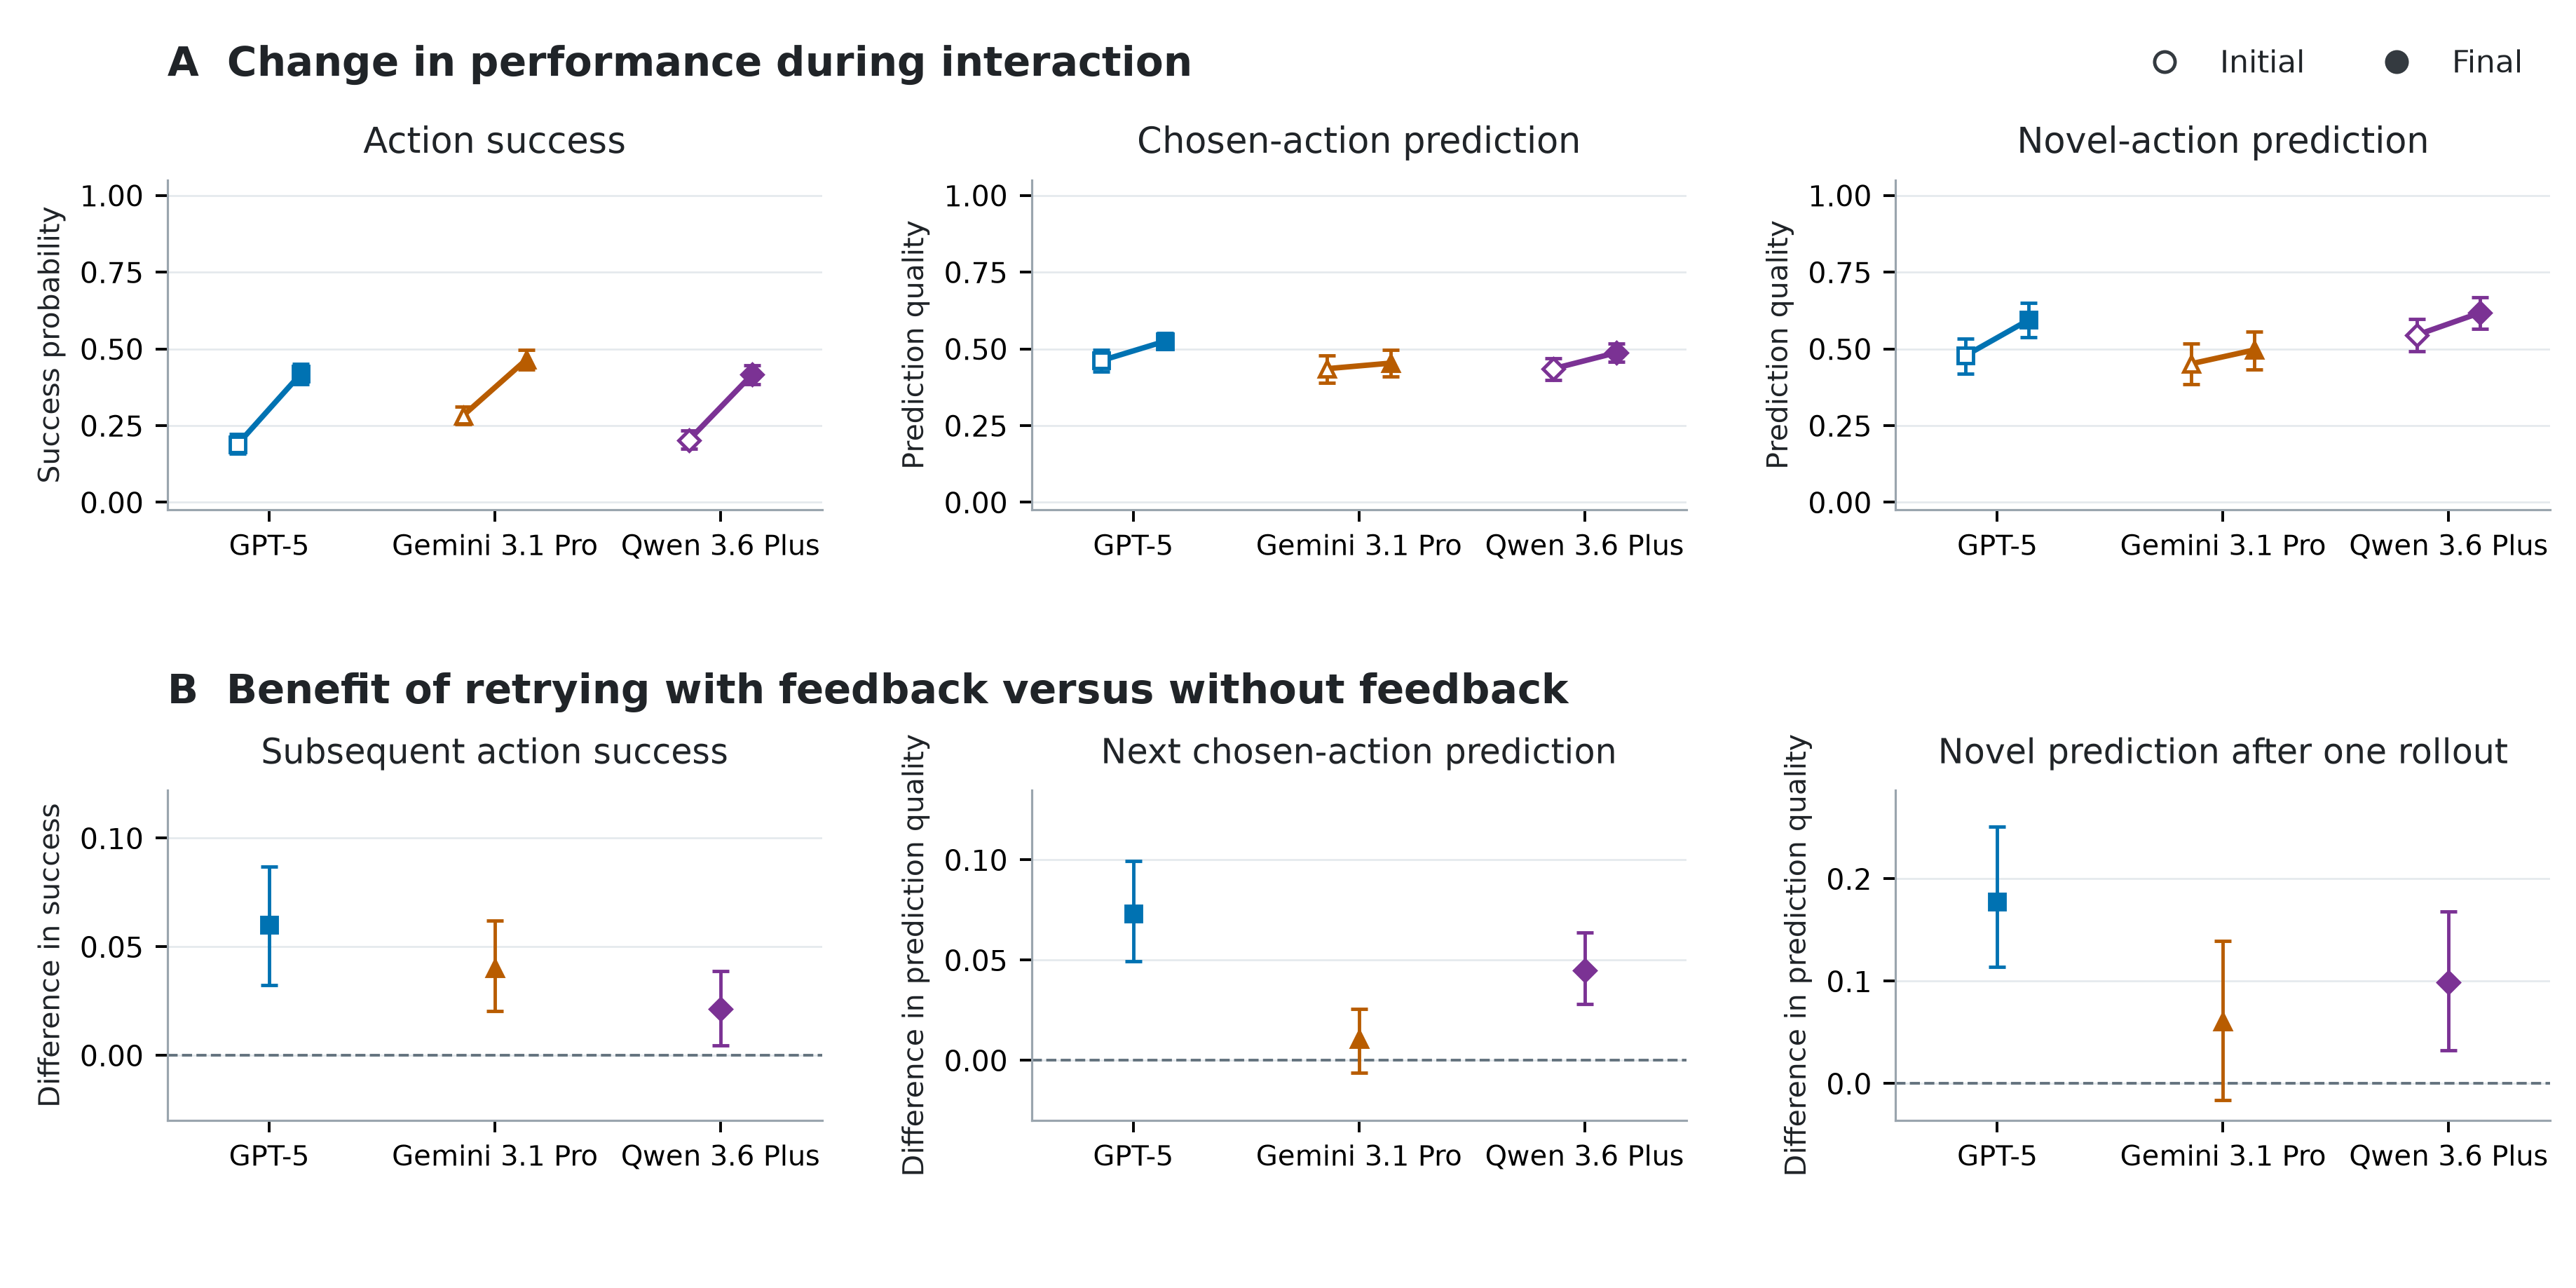 A Change in performance during interaction
Initial Final
Action success
Chosen-action prediction
Novel-action prediction
Success probability
1.00
0.75
0.50
0.25
0.00
GPT-5 Gemini 3.1 Pro Qwen 3.6 Plus
Prediction quality
1.00
0.75
0.50
0.25
0.00
GPT-5 Gemini 3.1 Pro Qwen 3.6 Plus
Prediction quality
1.00
0.75
0.50
0.25
0.00
GPT-5 Gemini 3.1 Pro Qwen 3.6 Plus
B Benefit of retrying with feedback versus without feedback
Subsequent action success
Next chosen-action prediction
Novel prediction after one rollout
Difference in success
0.10
0.05
0.00
GPT-5 Gemini 3.1 Pro Qwen 3.6 Plus
Difference in prediction quality
0.10
0.05
0.00
GPT-5 Gemini 3.1 Pro Qwen 3.6 Plus
Difference in prediction quality
0.2
0.1
0.0
GPT-5 Gemini 3.1 Pro Qwen 3.6 Plus